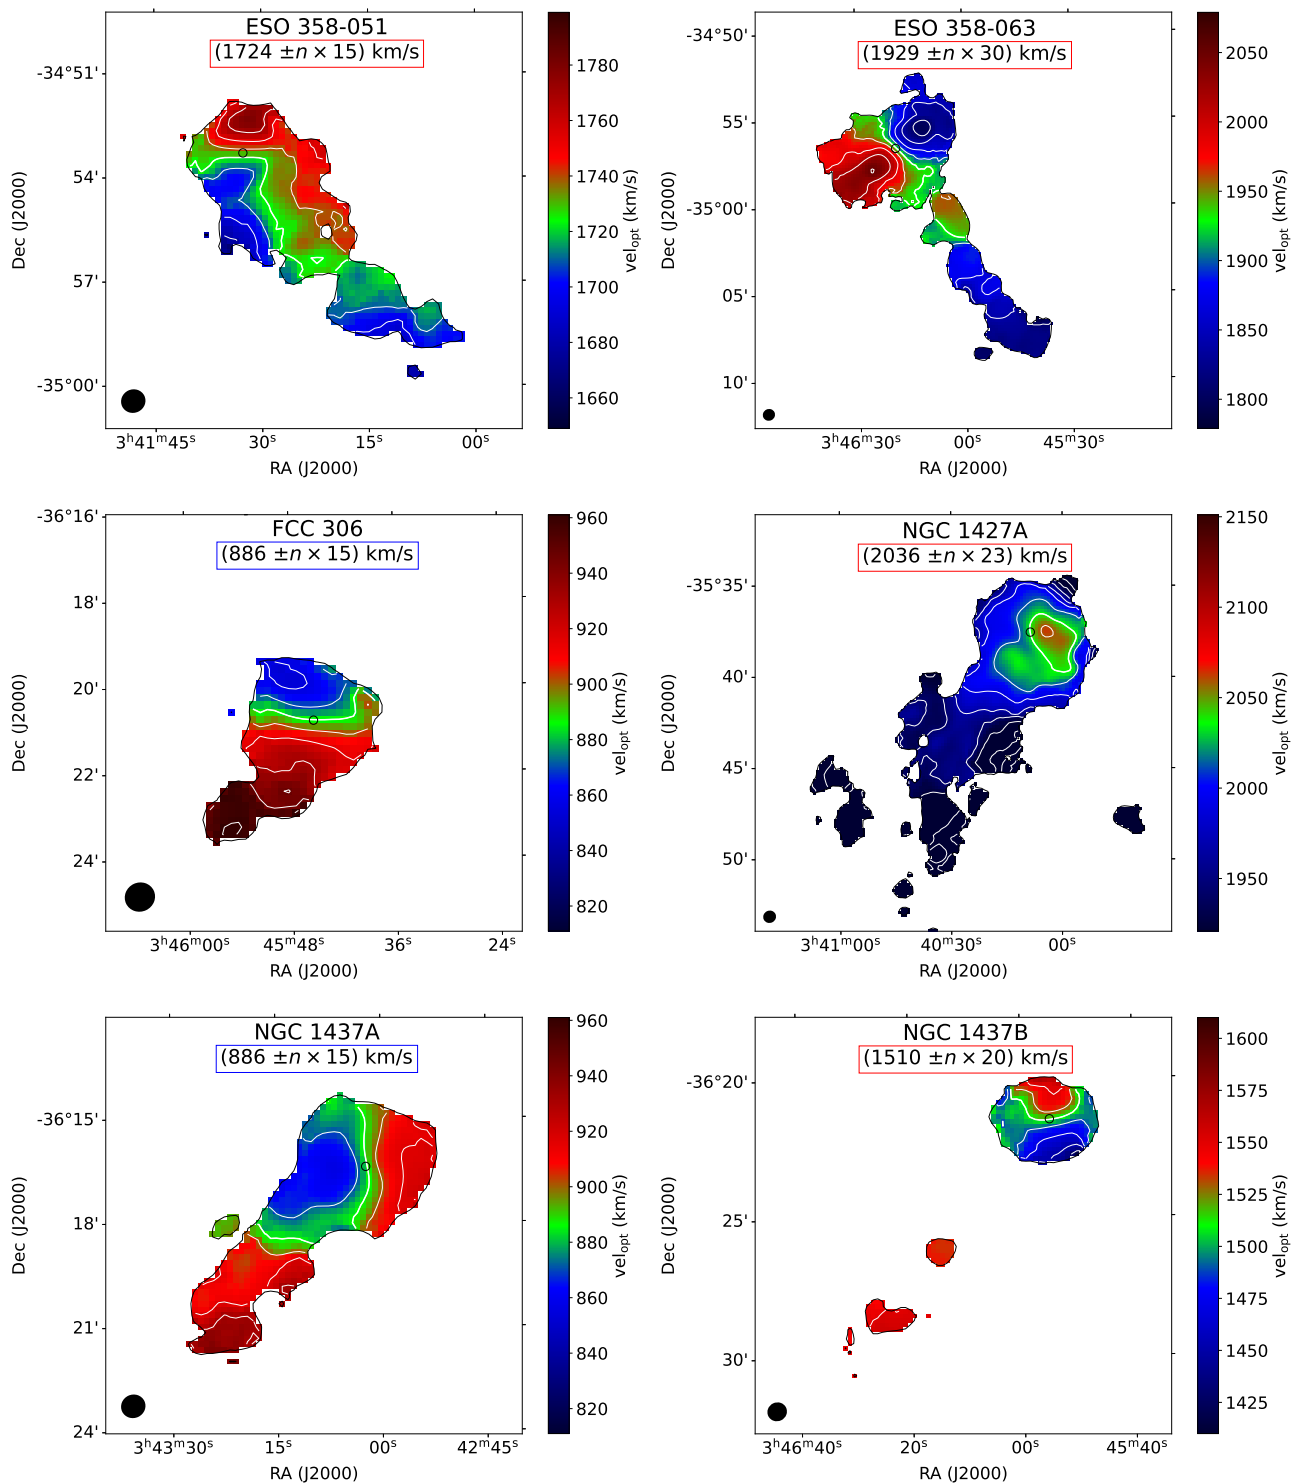 ESO 358-051
(1724 ±n × 15) km/s
-34°51'
54'
57'
-35°00'
Dec (J2000)
3ʰ41ᵐ45ˢ
30ˢ
15ˢ
00ˢ
RA (J2000)
1780
1760
1740
1720
1700
1680
1660
vel_opt (km/s)
ESO 358-063
(1929 ±n × 30) km/s
-34°50'
55'
-35°00'
05'
10'
Dec (J2000)
3ʰ46ᵐ30ˢ
00ˢ
45ᵐ30ˢ
RA (J2000)
2050
2000
1950
1900
1850
1800
vel_opt (km/s)
FCC 306
(886 ±n × 15) km/s
-36°16'
18'
20'
22'
24'
Dec (J2000)
3ʰ46ᵐ00ˢ
45ᵐ48ˢ
36ˢ
24ˢ
RA (J2000)
960
940
920
900
880
860
840
820
vel_opt (km/s)
NGC 1427A
(2036 ±n × 23) km/s
-35°35'
40'
45'
50'
Dec (J2000)
3ʰ41ᵐ00ˢ
40ᵐ30ˢ
00ˢ
RA (J2000)
2150
2100
2050
2000
1950
vel_opt (km/s)
NGC 1437A
(886 ±n × 15) km/s
-36°15'
18'
21'
24'
Dec (J2000)
3ʰ43ᵐ30ˢ
15ˢ
00ˢ
42ᵐ45ˢ
RA (J2000)
960
940
920
900
880
860
840
820
vel_opt (km/s)
NGC 1437B
(1510 ±n × 20) km/s
-36°20'
25'
30'
Dec (J2000)
3ʰ46ᵐ40ˢ
20ˢ
00ˢ
45ᵐ40ˢ
RA (J2000)
1600
1575
1550
1525
1500
1475
1450
1425
vel_opt (km/s)